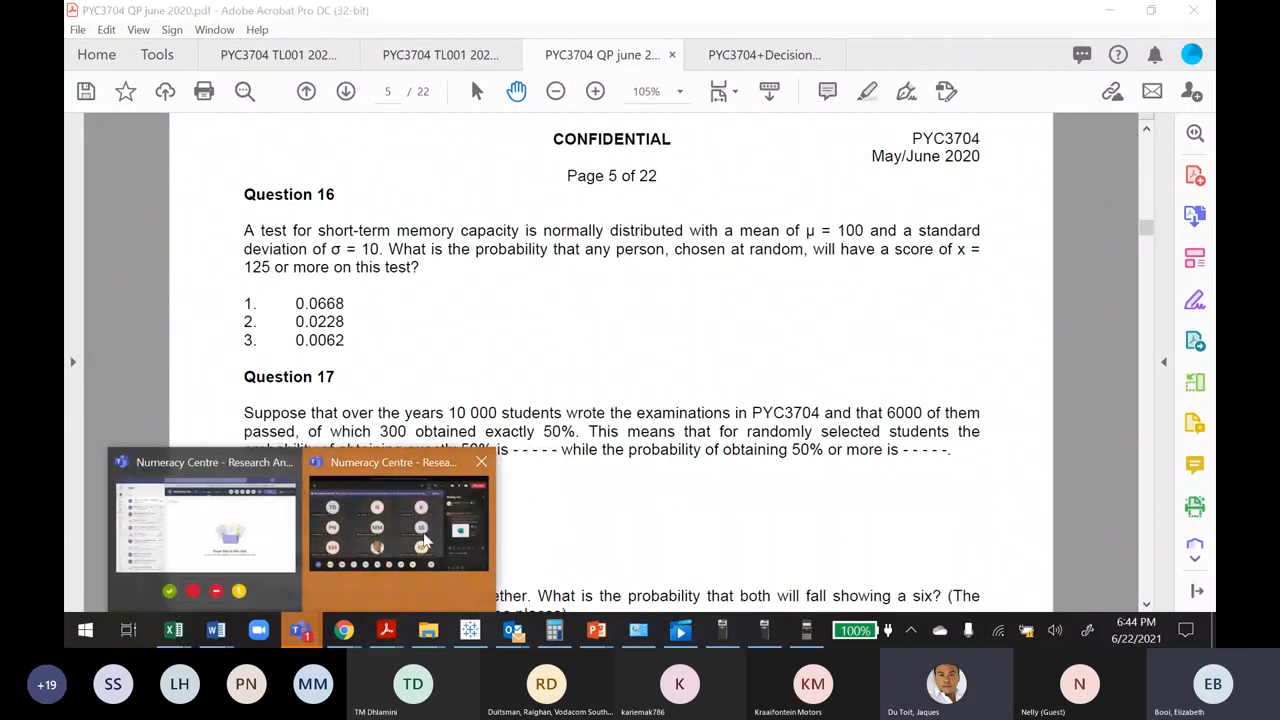 PYC3704 QP june 2020.pdf - Adobe Acrobat Pro DC (32-bit)
File Edit View Sign Window Help
Home Tools PYC3704 TL001 202... PYC3704 TL001 202... PYC3704 QP june 2... × PYC3704+Decision...
5 / 22 105%
CONFIDENTIAL PYC3704
May/June 2020
Page 5 of 22
Question 16
A test for short-term memory capacity is normally distributed with a mean of μ = 100 and a standard
deviation of σ = 10. What is the probability that any person, chosen at random, will have a score of x =
125 or more on this test?
1. 0.0668
2. 0.0228
3. 0.0062
Question 17
Suppose that over the years 10 000 students wrote the examinations in PYC3704 and that 6000 of them
passed, of which 300 obtained exactly 50%. This means that for randomly selected students the
is - - - - - while the probability of obtaining 50% or more is - - - - -.
Numeracy Centre - Research An... Numeracy Centre - Resea...
TD N K
PN MM SS
KM
ether. What is the probability that both will fall showing a six? (The
100% 6:44 PM
6/22/2021
+19 SS LH PN MM TD RD K KM N EB
TM Dhlamini Duitsman, Raighan, Vodacom South... kariemak786 Kraaifontein Motors Du Toit, Jaques Nelly (Guest) Booi, Elizabeth